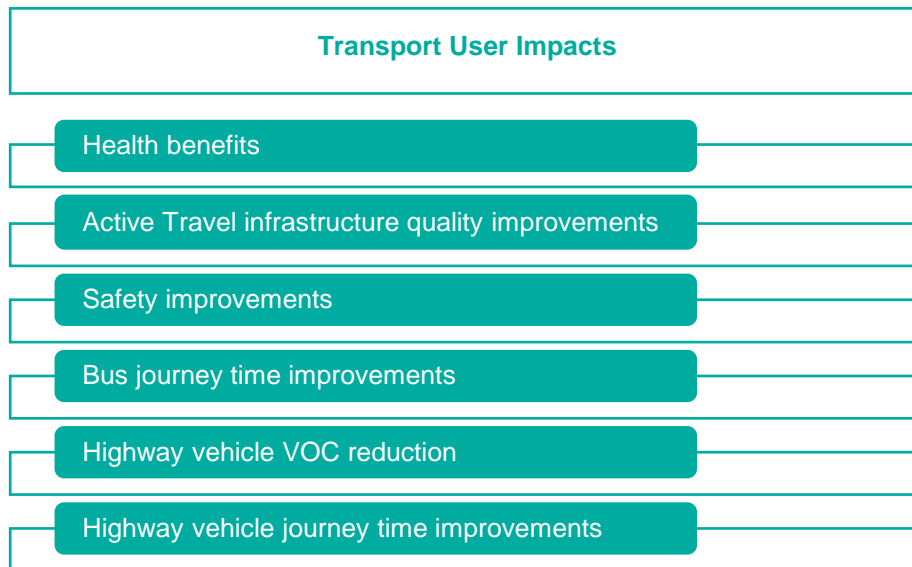 Transport User Impacts
Health benefits
Active Travel infrastructure quality improvements
Safety improvements
Bus journey time improvements
Highway vehicle VOC reduction
Highway vehicle journey time improvements